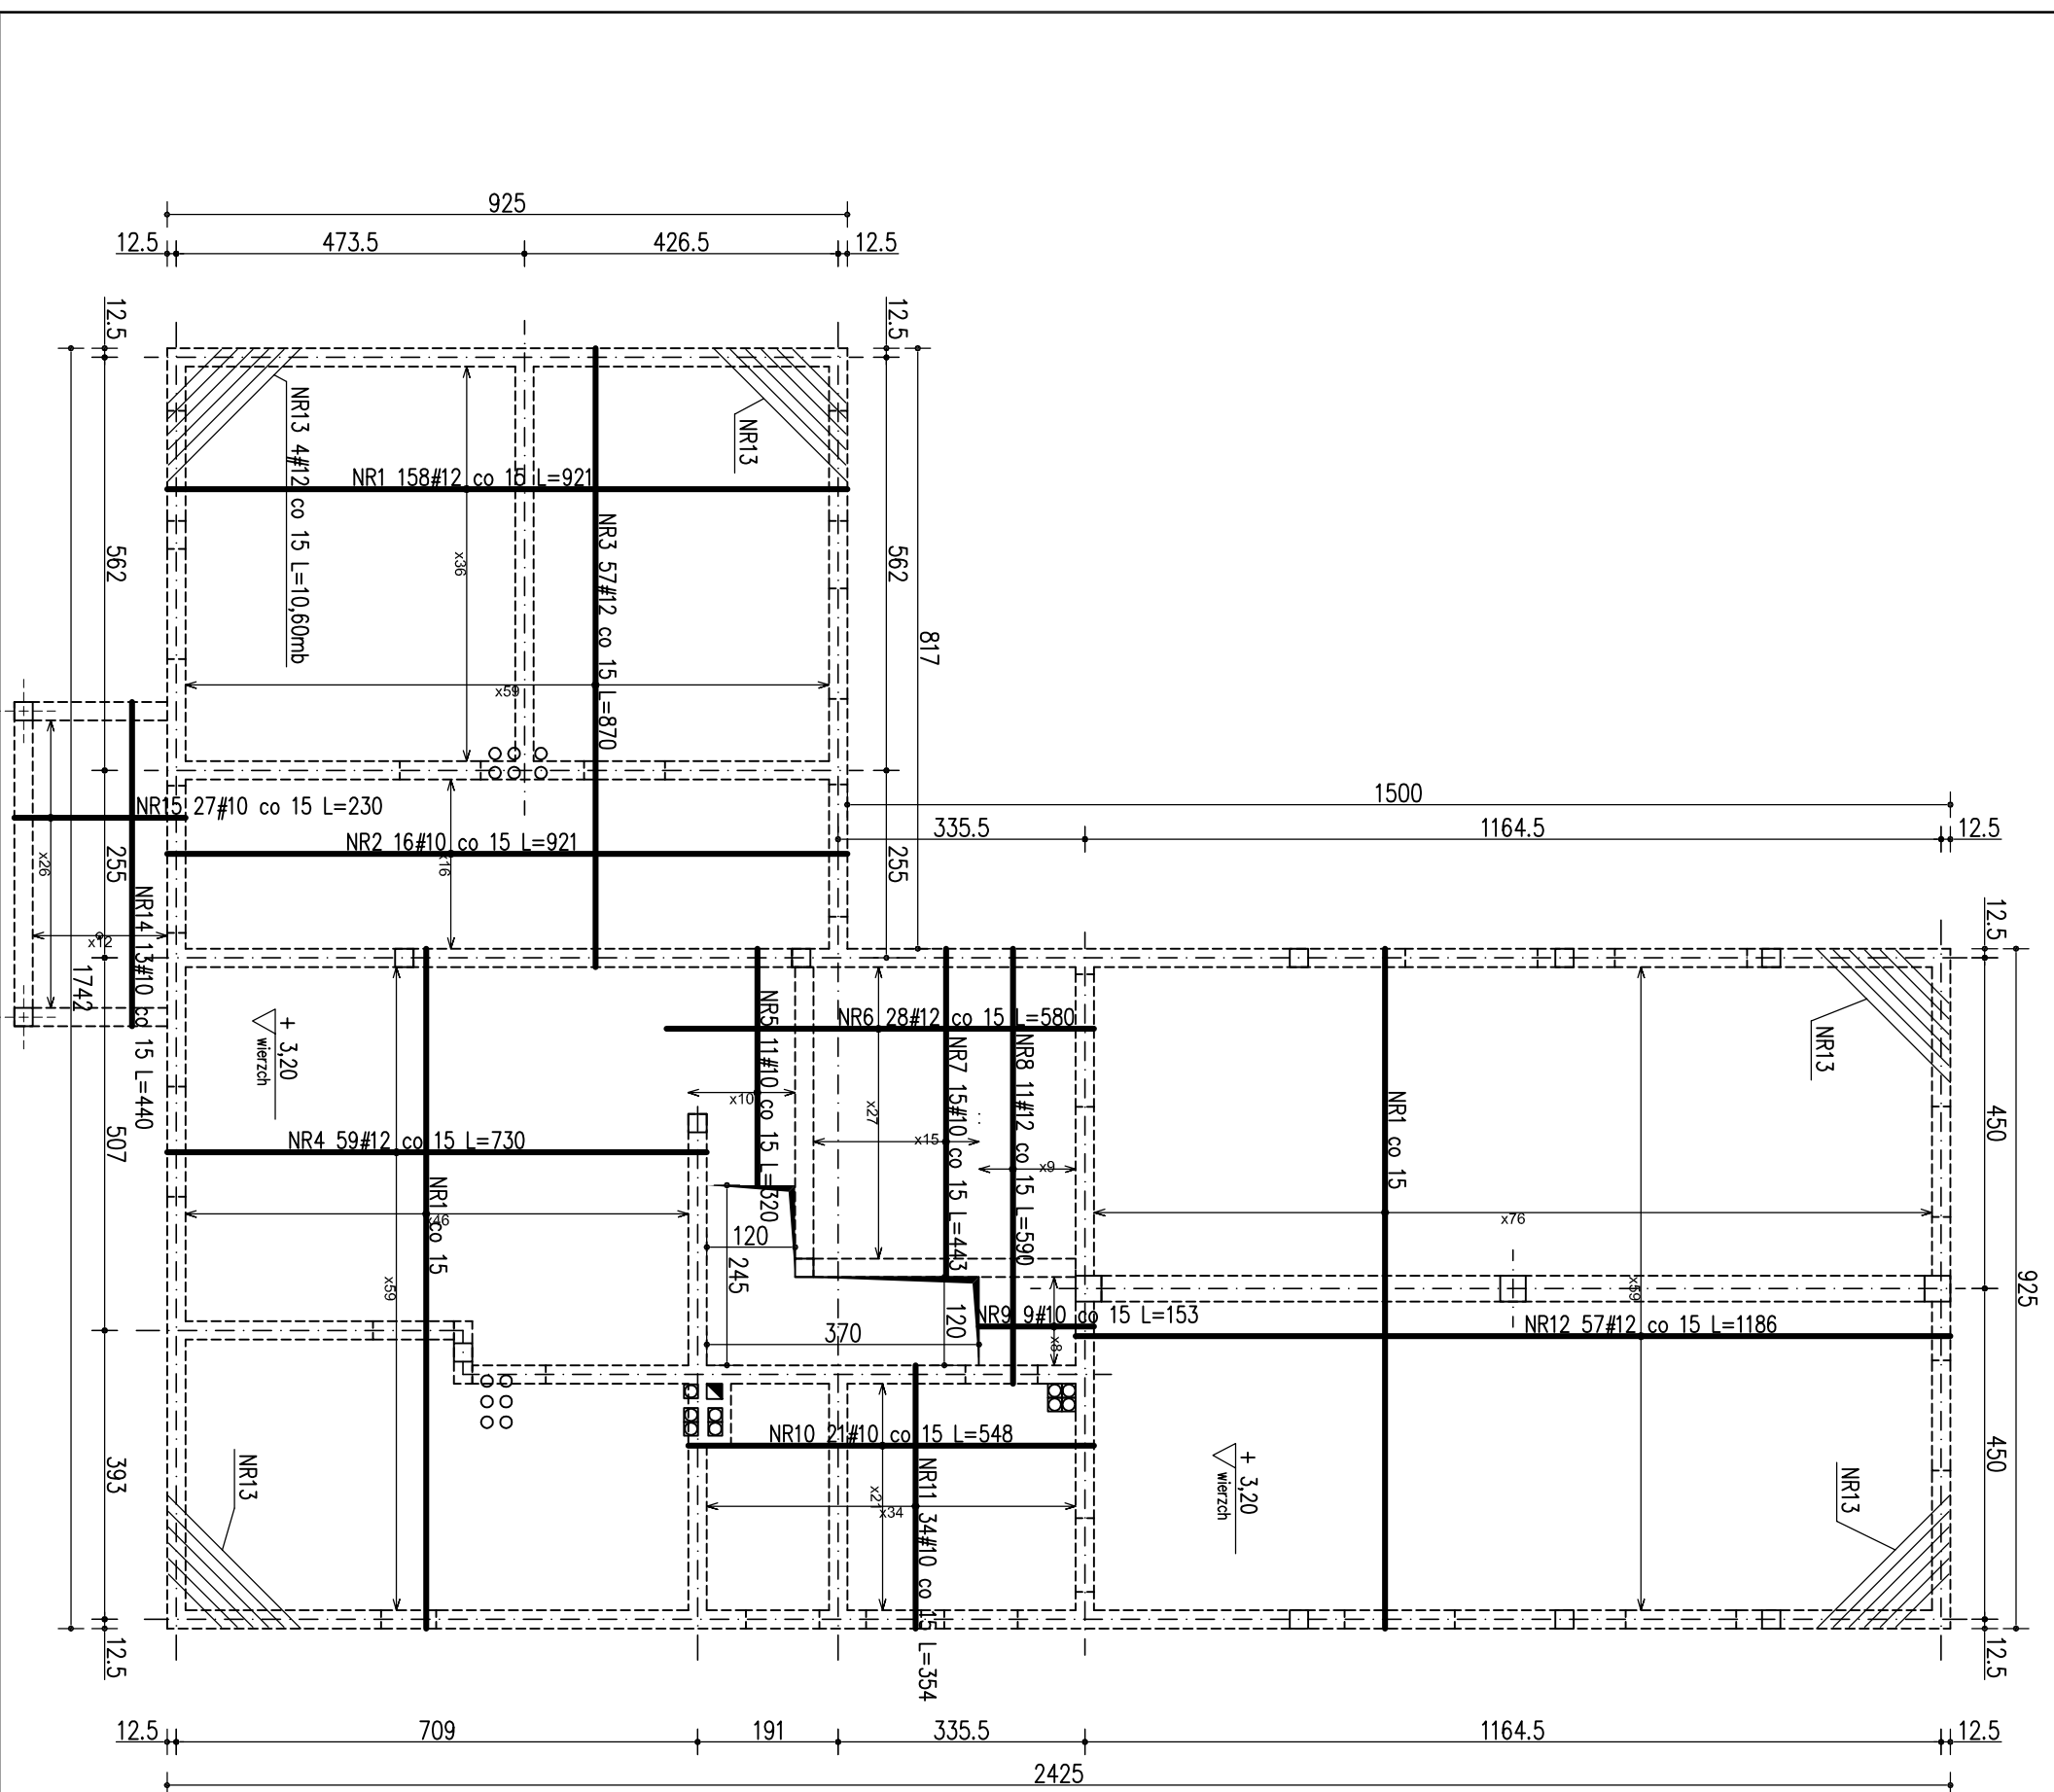 925
12.5 473.5 426.5 12.5
12.5
12.5
NR13 4#12 co 15 L=10,60mb
NR13
NR1 158#12 co 15 L=921
NR3 57#12 co 15 L=870
x36
562
562
817
x59
1500
NR15 27#10 co 15 L=230
335.5 1164.5 12.5
NR2 16#10 co 15 L=921
x16
x26
255
255
NR14 13#10 co 15 L=440
x12
1742
12.5
925
+ 3,20
wierzch
NR6 28#12 co 15 L=580
NR5 11#10 co 15 L=320
NR7 15#10 co 15 L=443
NR8 11#12 co 15 L=590
NR13
x10
x27
x15
x9
NR1 co 15
450
507
NR4 59#12 co 15 L=730
NR1 co 15
x46
x76
120
245
x59
x59
120
NR9 9#10 co 15 L=153
370
x8
NR12 57#12 co 15 L=1186
NR10 21#10 co 15 L=548
NR13
393
NR11 34#10 co 15 L=354
x21
x34
+ 3,20
wierzch
NR13
450
12.5
12.5
12.5 709 191 335.5 1164.5 12.5
2425